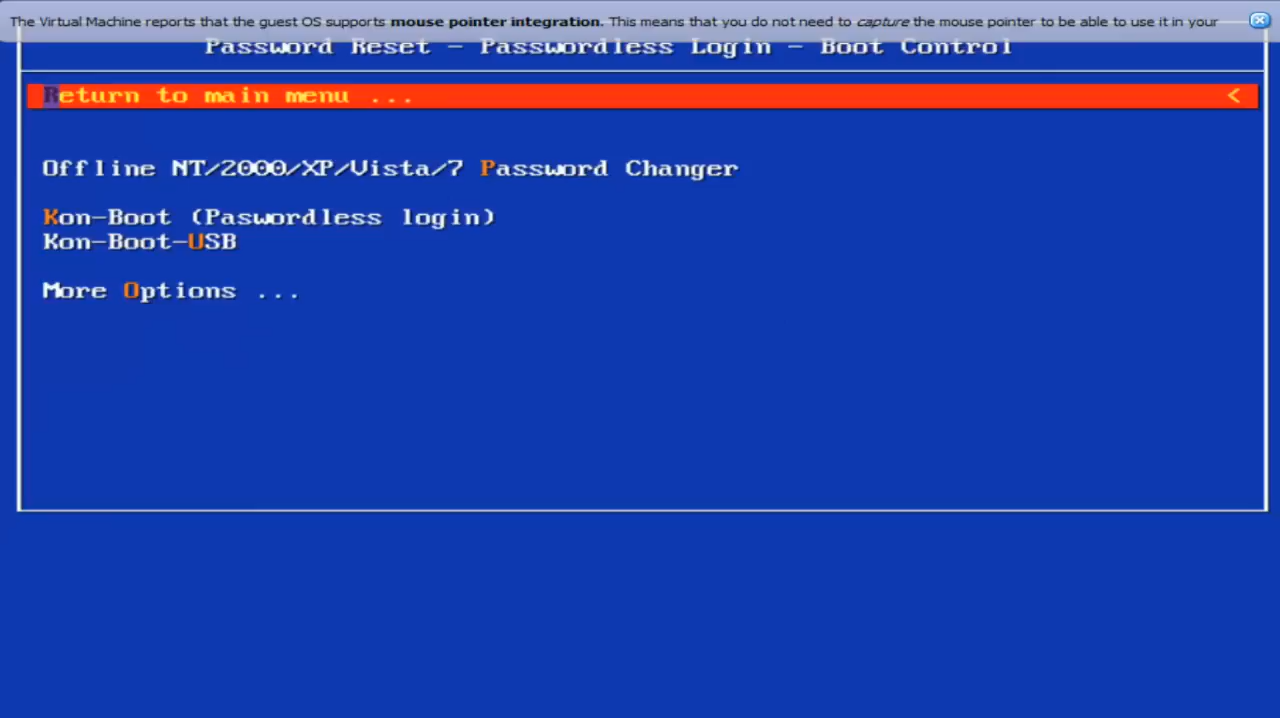 The Virtual Machine reports that the guest OS supports mouse pointer integration. This means that you do not need to capture the mouse pointer to be able to use it in your
Password Reset - Passwordless Login - Boot Control
Return to main menu ... <
Offline NT/2000/XP/Vista/7 Password Changer
Kon-Boot (Paswordless login)
Kon-Boot-USB
More Options ...